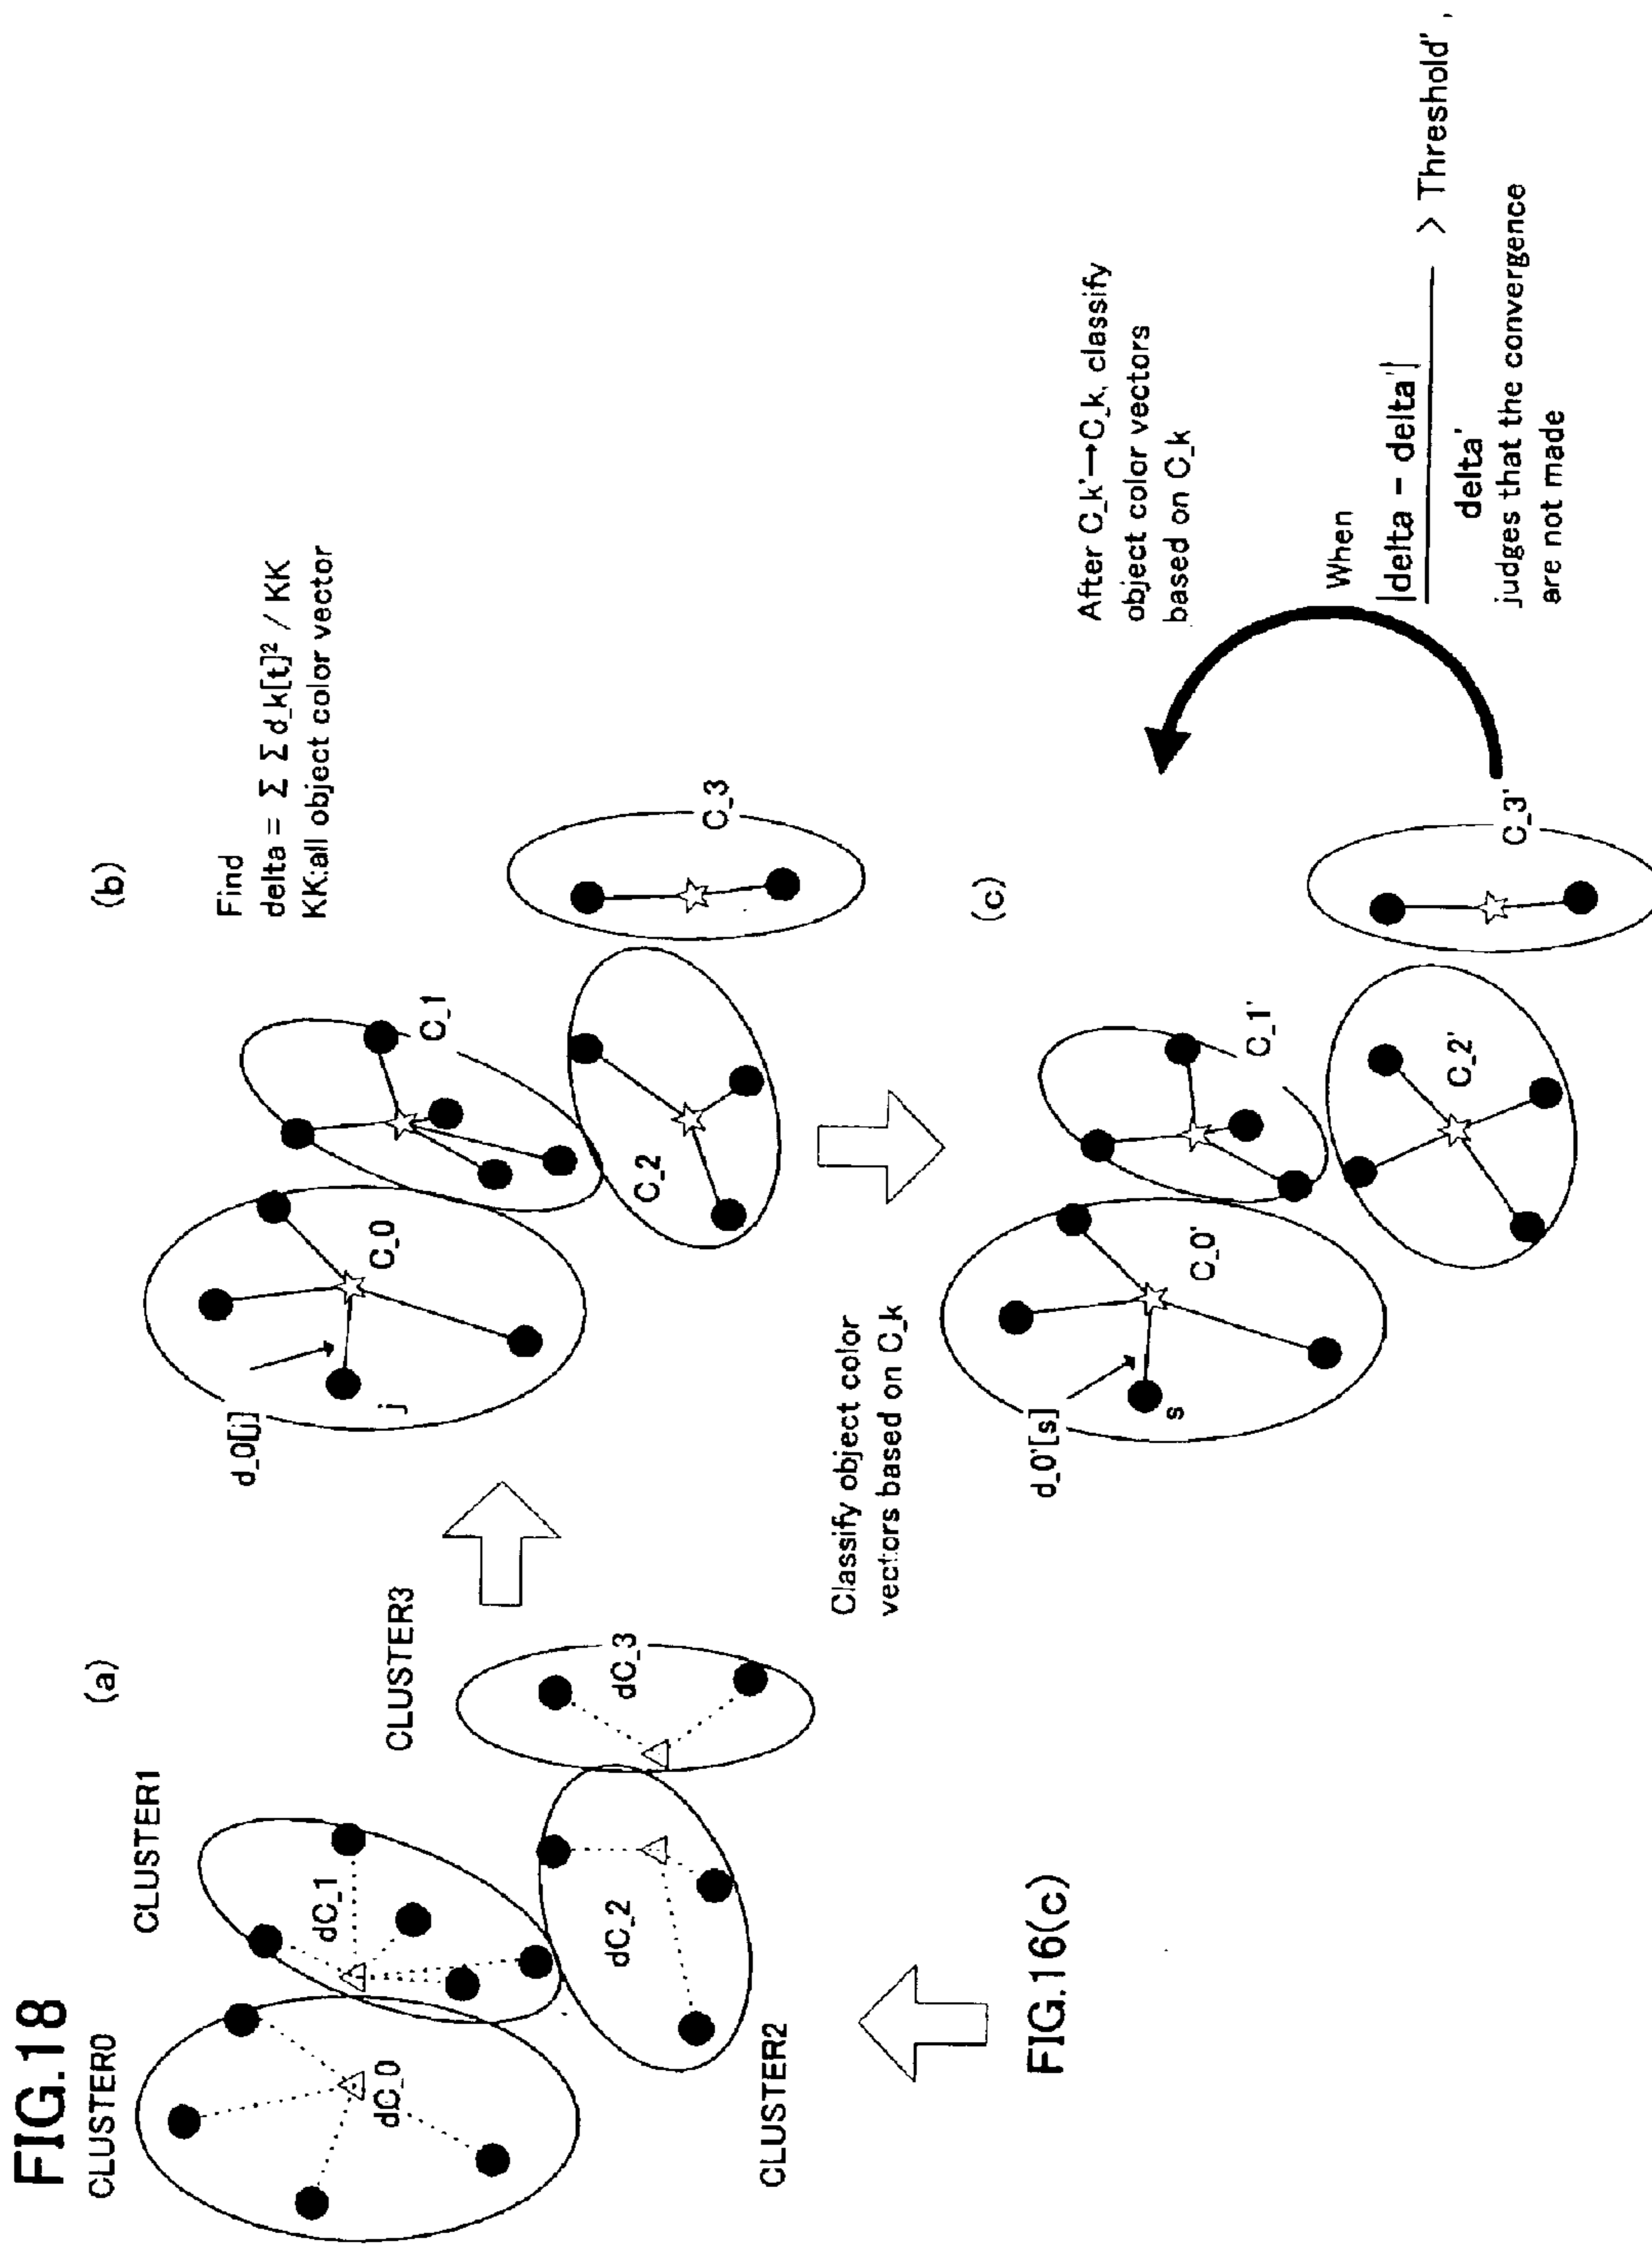 FIG.18
(a)
CLUSTER0
CLUSTER1
CLUSTER3
dC_0
dC_1
dC_2
dC_3
CLUSTER2
FIG.16(c)
(b)
Find
delta = Σ Σ d_k[t]² / KK
KK:all object color vector
d_0[j]
j
C_0
C_1
C_2
C_3
Classify object color
vectors based on C_k
(c)
d_0'[s]
s
C_0'
C_1'
C_2'
C_3'
After C_k'→C_k, classify
object color vectors
based on C_k
When
|delta - delta'|
delta'
> Threshold",
judges that the convergence
are not made